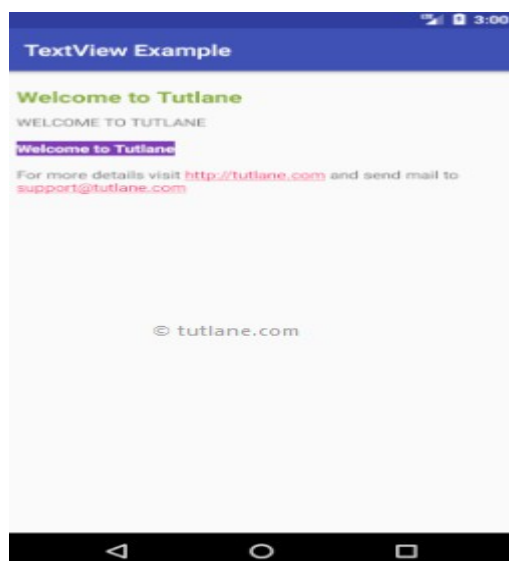 3:00
TextView Example
Welcome to Tutlane
WELCOME TO TUTLANE
Welcome to Tutlane
For more details visit http://tutlane.com and send mail to
support@tutlane.com
© tutlane.com